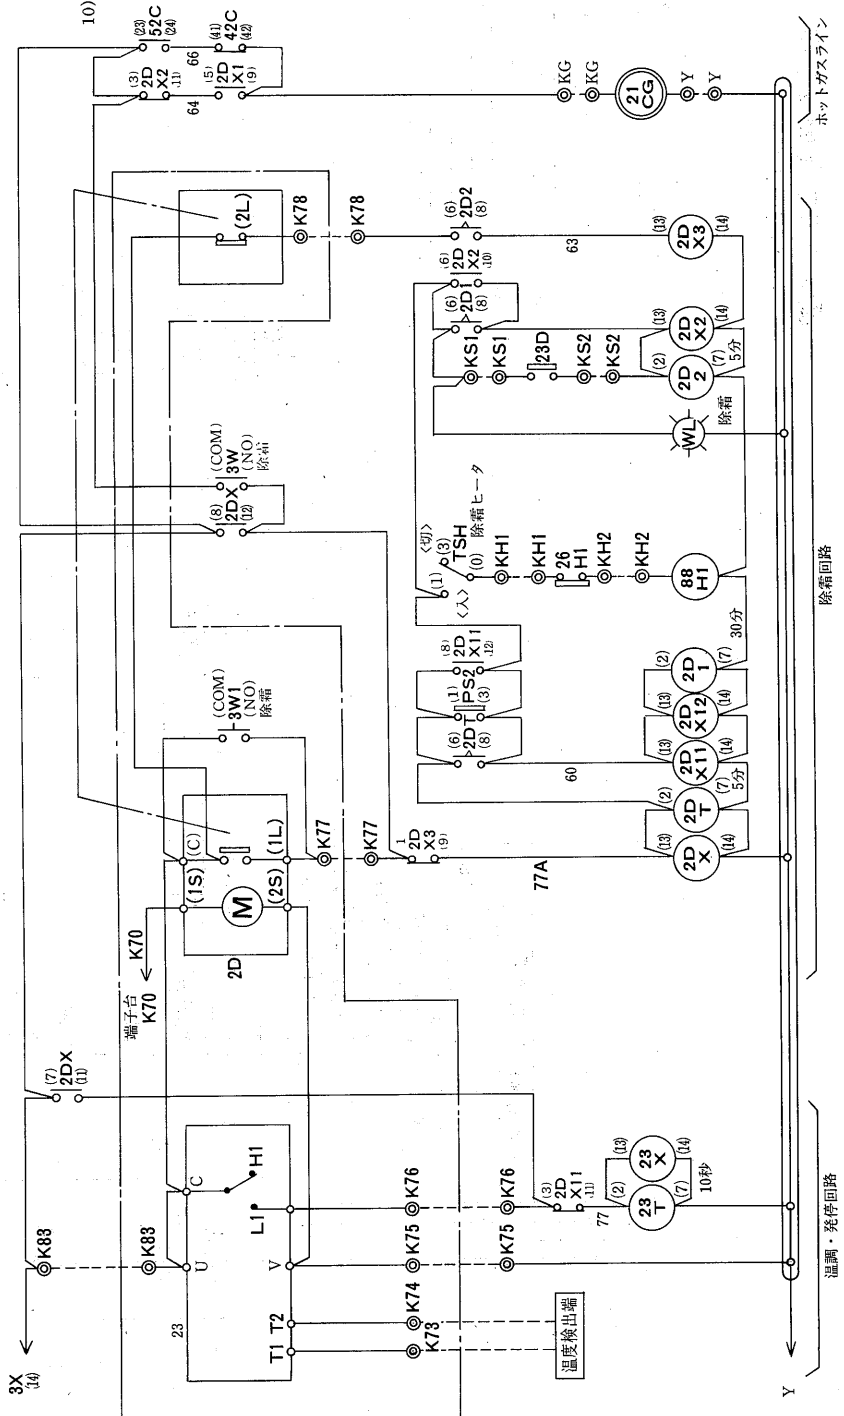 10)
(23)
52C
(24)
66
(41)
42C
(42)
(3)
2D
X2
(11)
64
(5)
2D
X1
(9)
KG
KG
21
CG
Y
Y
ホットガスライン
(2L)
K78
K78
(6)
2D2
(8)
63
(13)
2D
X3
(14)
(6)
2D
X2
(10)
(6)
2D1
(8)
(13)
2D
X2
(14)
KS1
KS1
23D
KS2
KS2
(2)
2D
2
(7)
5分
WL
除霜
(COM)
3W
(NO)
除霜
(8)
2DX
(12)
〈切〉
(3)
TSH
(0)
除霜ヒータ
(1)
〈入〉
KH1
KH1
26
H1
KH2
KH2
88
H1
除霜回路
(COM)
3W1
(NO)
除霜
(8)
2D
X11
(12)
(1)
PS2
(3)
(6)
2DT
(8)
60
30分
(2)
2D
1
(7)
(13)
2D
X12
(14)
(13)
2D
X11
(14)
(2)
2D
T
(7)
5分
(13)
2D
X
(14)
(C)
(1L)
(1S)
M
(2S)
K77
K77
1
2D
X3
(9)
77A
K70
2D
端子台
K70
(7)
2DX
(11)
C
H1
L1
K76
K76
(3)
2D
X11
(11)
77
(13)
23
X
(14)
(2)
23
T
(7)
10秒
K83
K83
U
V
K75
K75
23
T1 T2
K74
K73
温度検出端
3X
(14)
Y
温調・発停回路